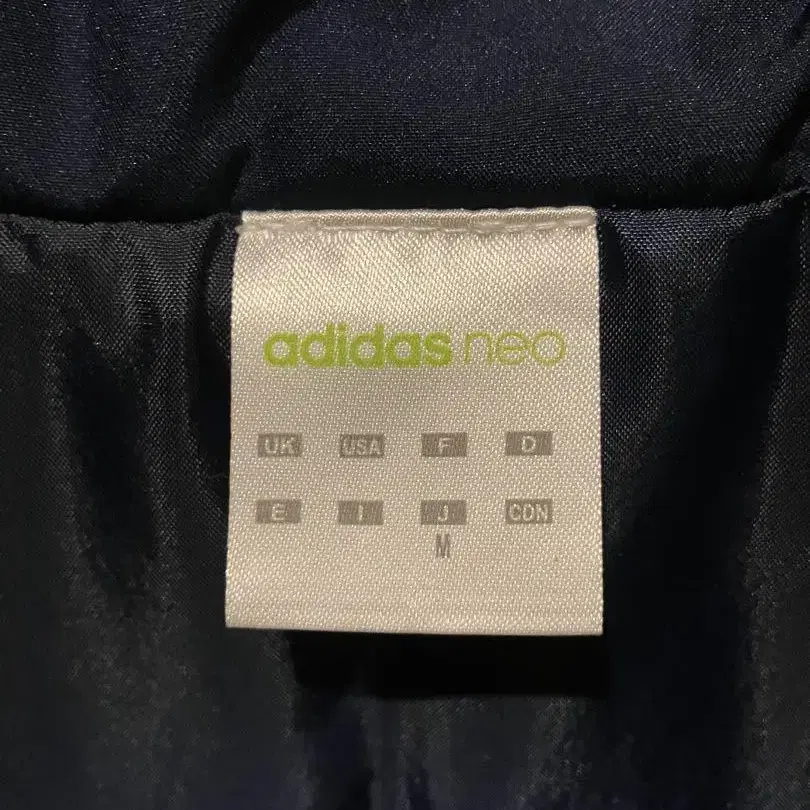 adidas neo
UK USA F D
E I J CDN
M